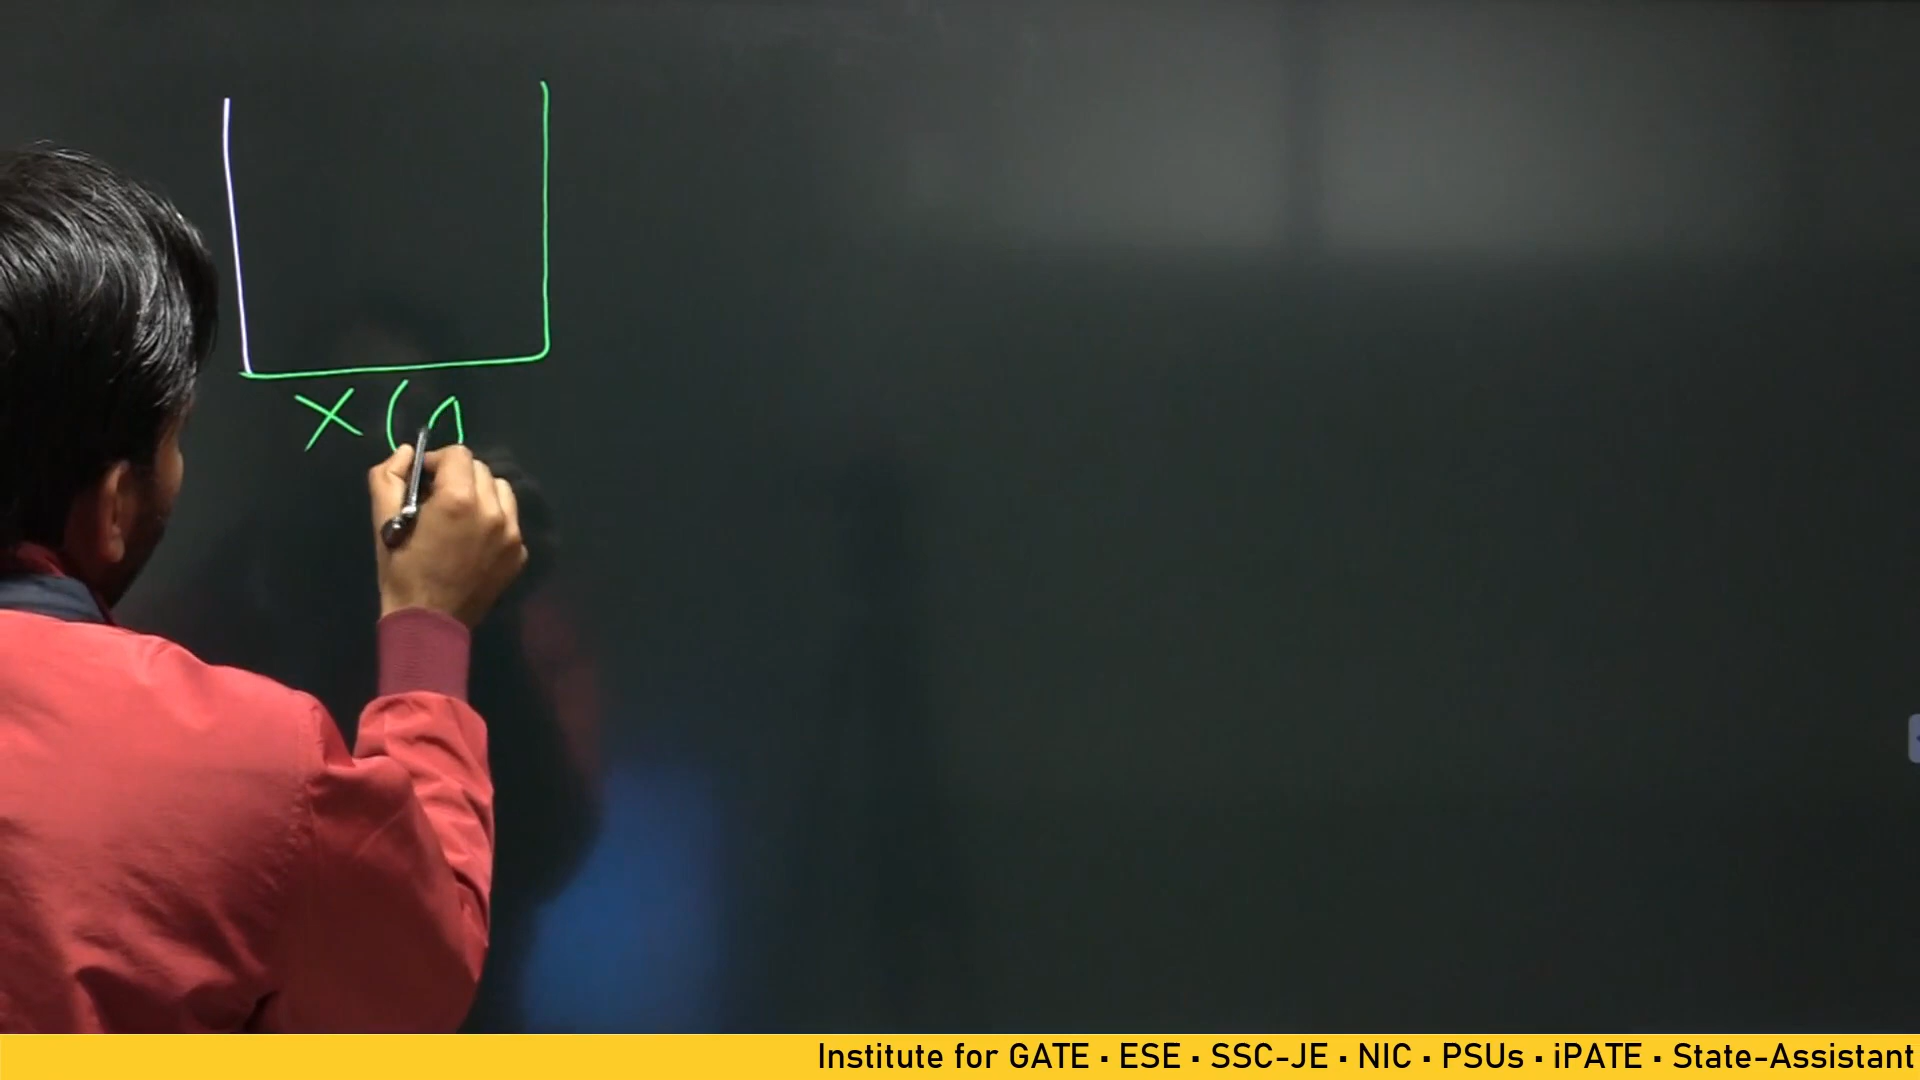 X (
Institute for GATE ▪ ESE ▪ SSC-JE ▪ NIC ▪ PSUs ▪ iPATE ▪ State-Assistant